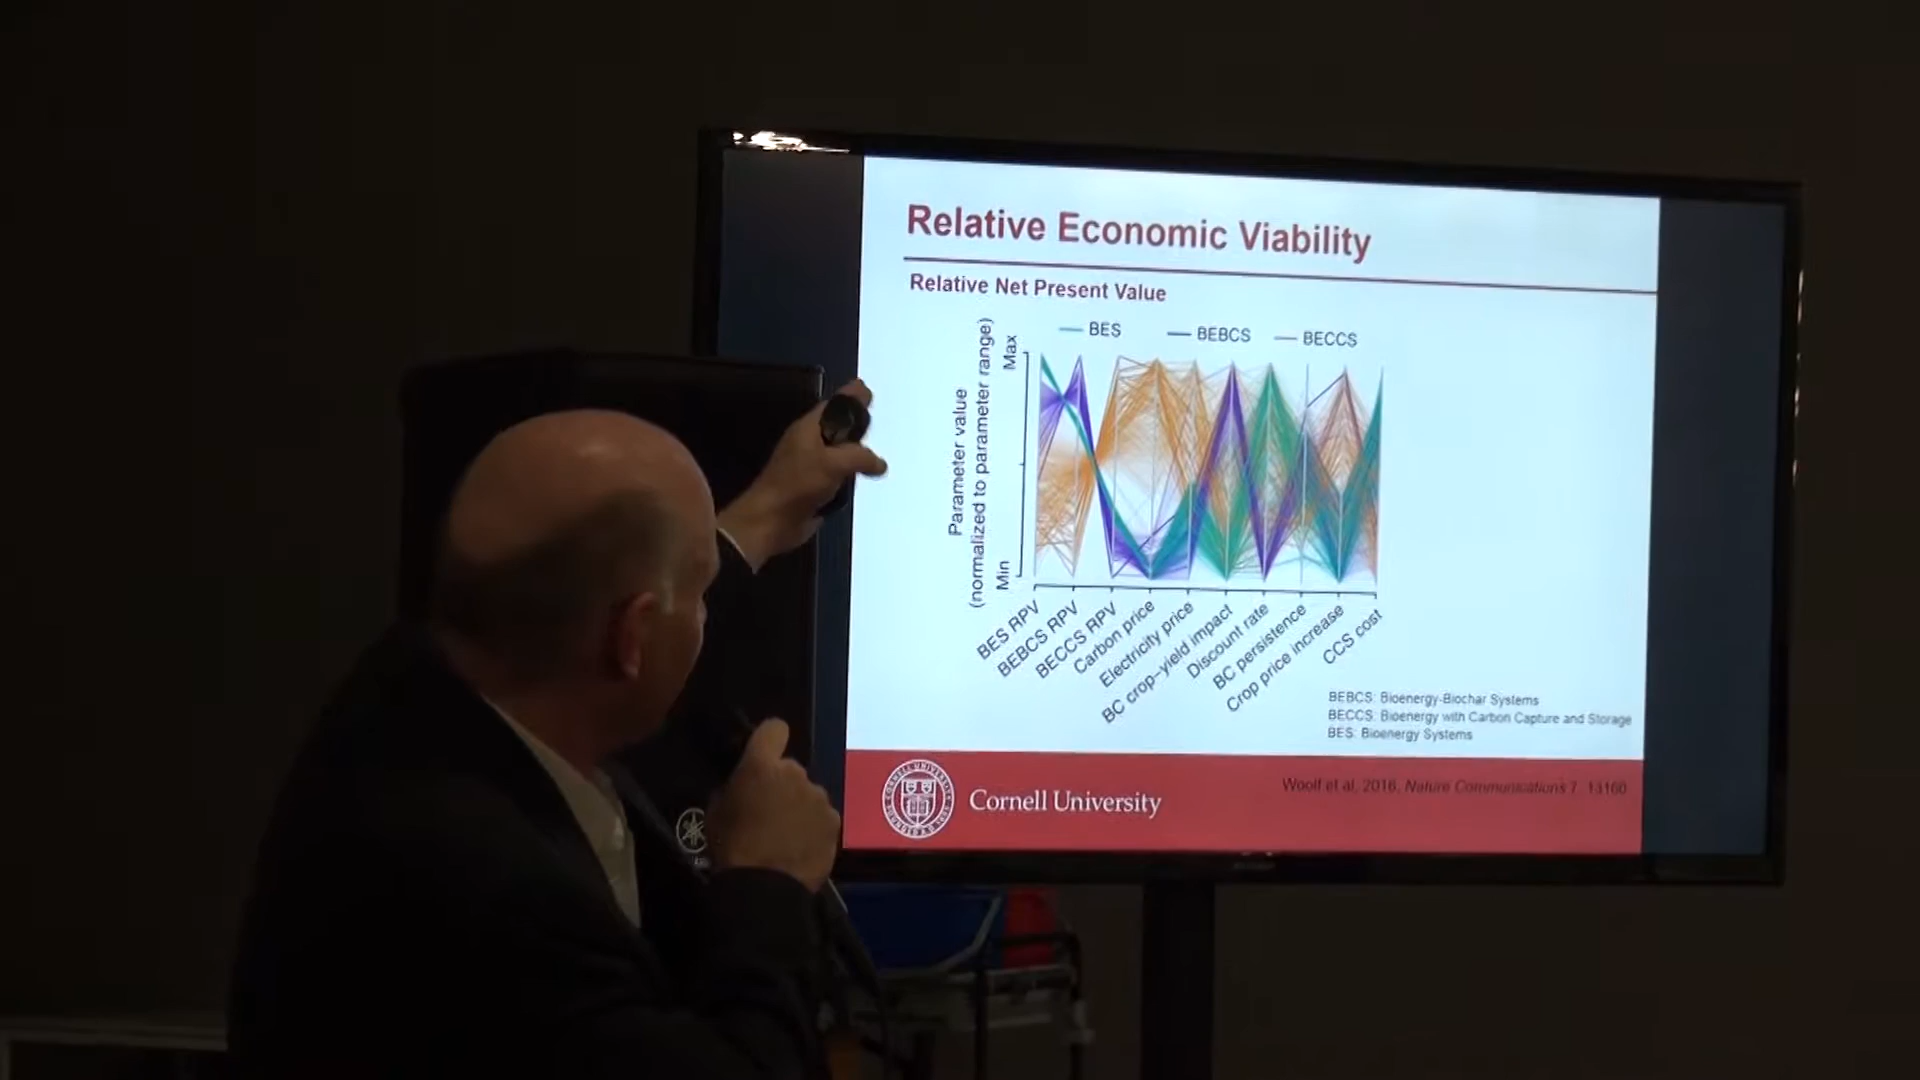 Relative Economic Viability
Relative Net Present Value
BES BEBCS BECCS
Parameter value
(normalized to parameter range)
Max
Min
BES RPV
BEBCS RPV
BECCS RPV
Carbon price
Electricity price
BC crop-yield impact
Discount rate
BC persistence
Crop price increase
CCS cost
BEBCS: Bioenergy-Biochar Systems
BECCS: Bioenergy with Carbon Capture and Storage
BES: Bioenergy Systems
Cornell University
Woolf et al, 2016, Nature Communications 7, 13160